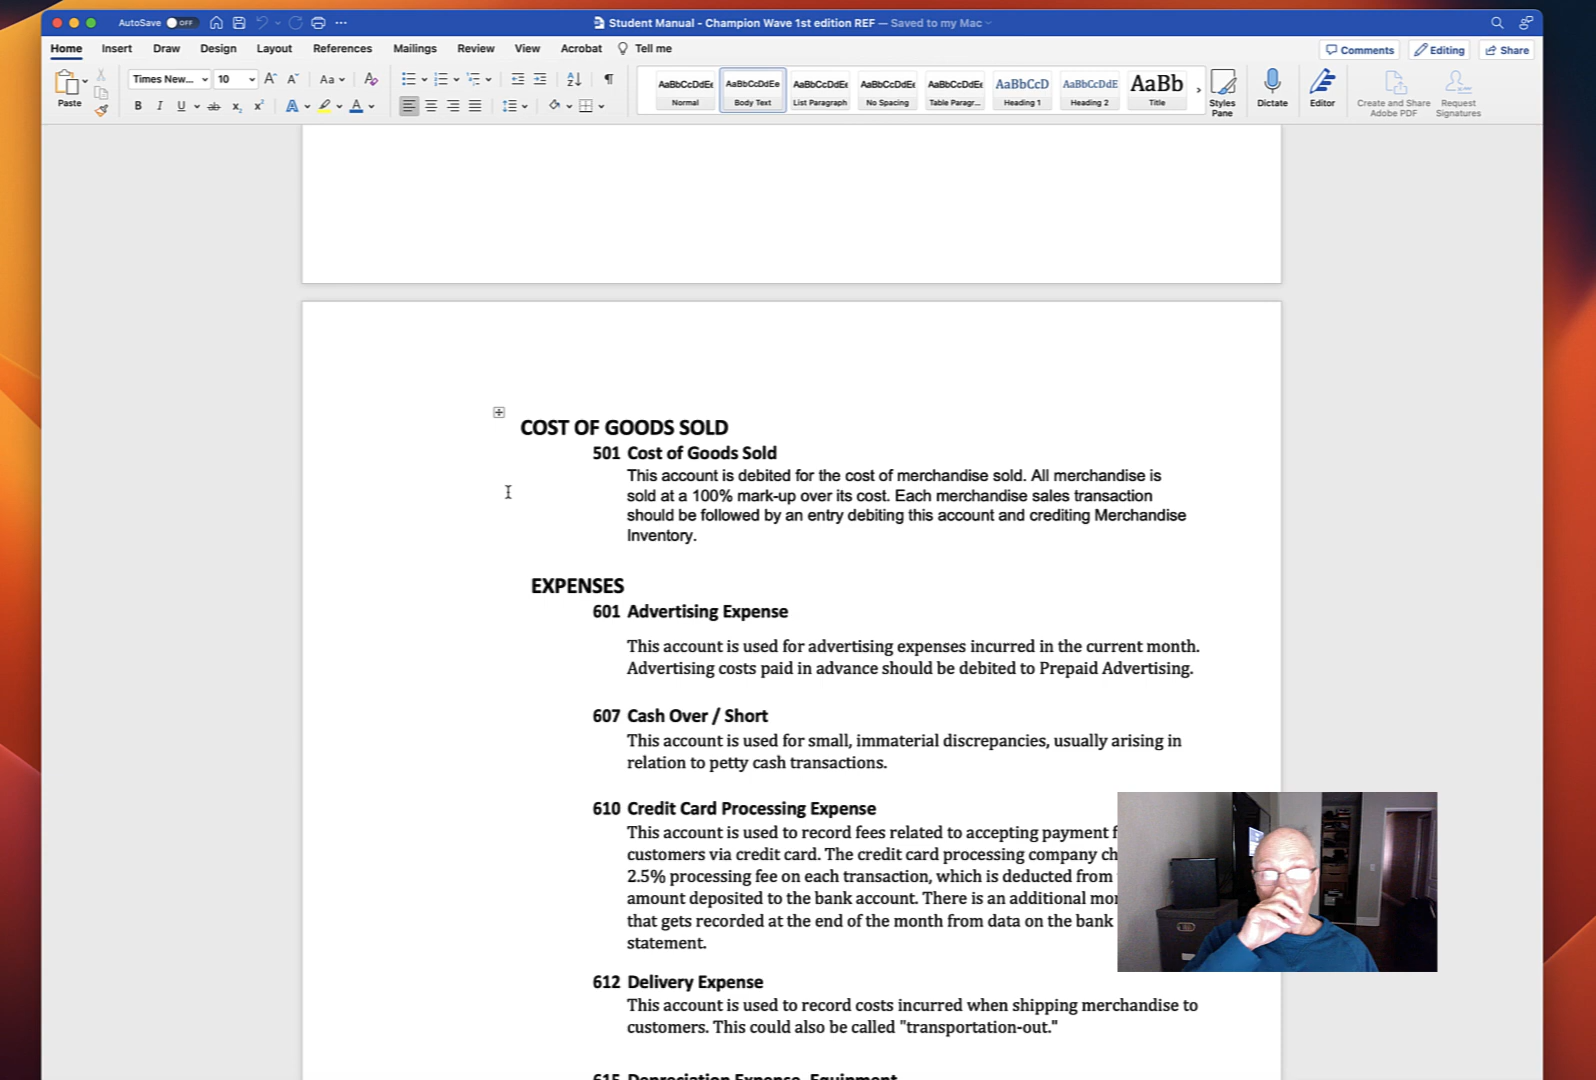 AutoSave OFF
Student Manual - Champion Wave 1st edition REF — Saved to my Mac
Home Insert Draw Design Layout References Mailings Review View Acrobat Tell me
Comments Editing Share
Paste
Times New... 10
Aa
AaBbCcDdEe AaBbCcDdEe AaBbCcDdEe AaBbCcDdEe AaBbCcDdEe AaBbCcD AaBbCcDdE AaBb
Normal Body Text List Paragraph No Spacing Table Paragr... Heading 1 Heading 2 Title
Styles Pane
Dictate
Editor
Create and Share Adobe PDF
Request Signatures
COST OF GOODS SOLD
501 Cost of Goods Sold
This account is debited for the cost of merchandise sold. All merchandise is
sold at a 100% mark-up over its cost. Each merchandise sales transaction
should be followed by an entry debiting this account and crediting Merchandise
Inventory.
EXPENSES
601 Advertising Expense
This account is used for advertising expenses incurred in the current month.
Advertising costs paid in advance should be debited to Prepaid Advertising.
607 Cash Over / Short
This account is used for small, immaterial discrepancies, usually arising in
relation to petty cash transactions.
610 Credit Card Processing Expense
This account is used to record fees related to accepting payment f
customers via credit card. The credit card processing company ch
2.5% processing fee on each transaction, which is deducted from
amount deposited to the bank account. There is an additional mo
that gets recorded at the end of the month from data on the bank
statement.
612 Delivery Expense
This account is used to record costs incurred when shipping merchandise to
customers. This could also be called "transportation-out."
615 Depreciation Expense, Equipment